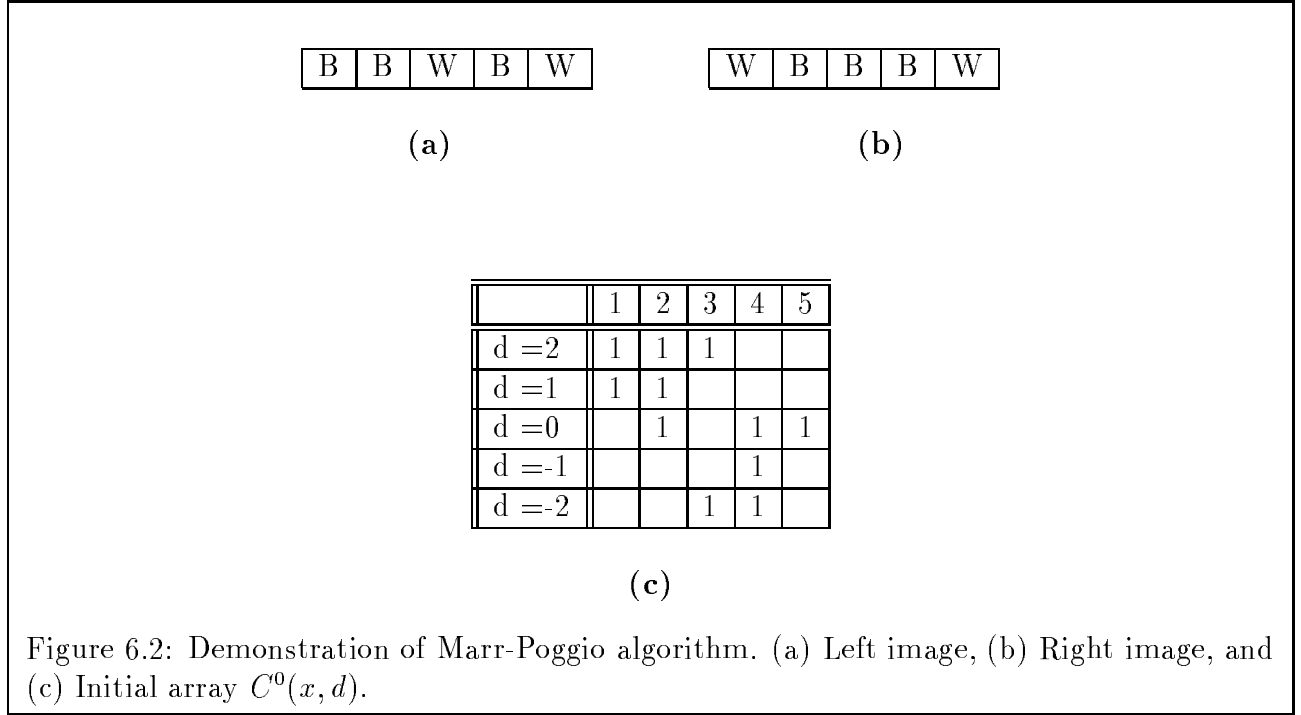 B B W B W W B B B W
(a) (b)
1 2 3 4 5
d =2 1 1 1
d =1 1 1
d =0 1 1 1
d =-1 1
d =-2 1 1
(c)
Figure 6.2: Demonstration of Marr-Poggio algorithm. (a) Left image, (b) Right image, and
(c) Initial array C⁰(x, d).